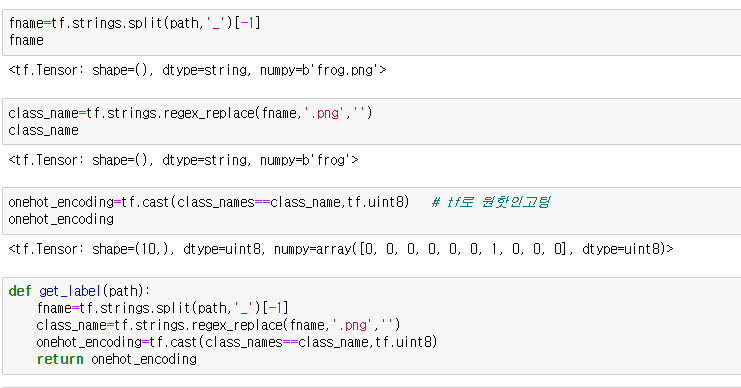 fname=tf.strings.split(path,'_')[-1]
fname
<tf.Tensor: shape=(), dtype=string, numpy=b'frog.png'>
class_name=tf.strings.regex_replace(fname,'.png','')
class_name
<tf.Tensor: shape=(), dtype=string, numpy=b'frog'>
onehot_encoding=tf.cast(class_names==class_name,tf.uint8)   # tf로 원핫인고딩
onehot_encoding
<tf.Tensor: shape=(10,), dtype=uint8, numpy=array([0, 0, 0, 0, 0, 0, 1, 0, 0, 0], dtype=uint8)>
def get_label(path):
    fname=tf.strings.split(path,'_')[-1]
    class_name=tf.strings.regex_replace(fname,'.png','')
    onehot_encoding=tf.cast(class_names==class_name,tf.uint8)
    return onehot_encoding